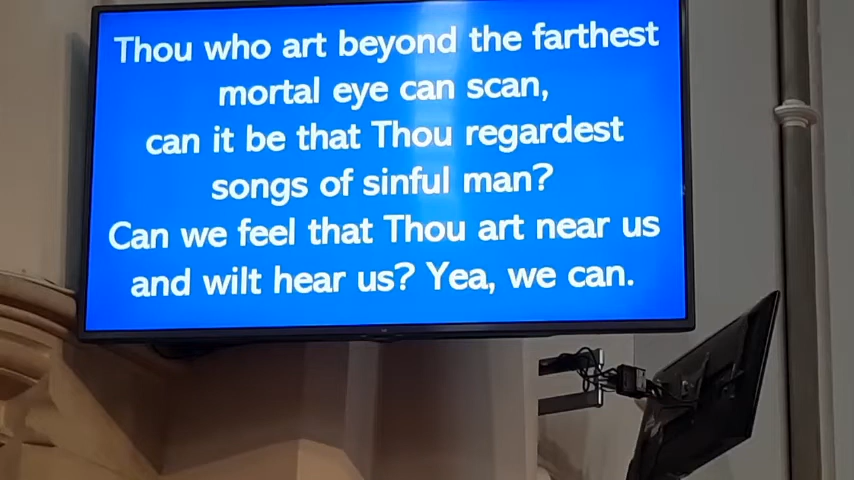 Thou who art beyond the farthest
mortal eye can scan,
can it be that Thou regardest
songs of sinful man?
Can we feel that Thou art near us
and wilt hear us? Yea, we can.